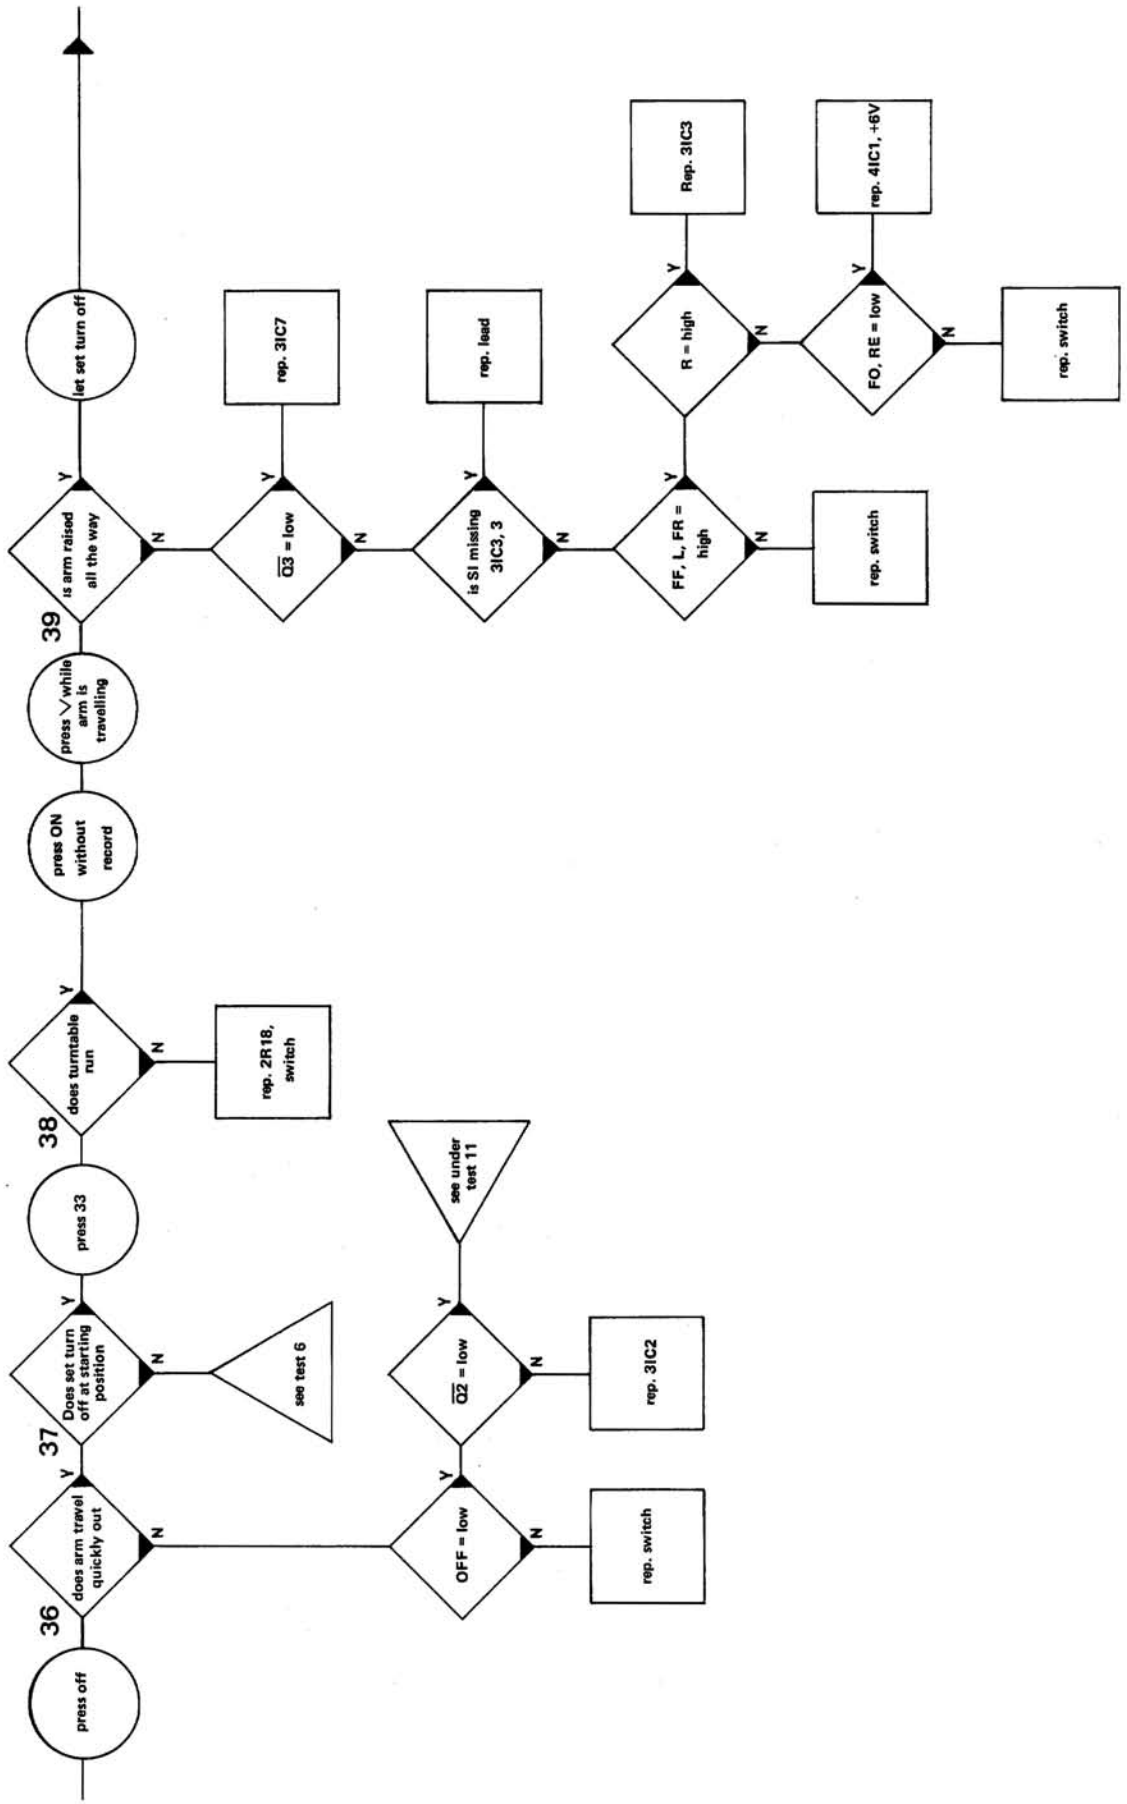 press off
36
does arm travel
quickly out
Y
N
OFF = low
Y
N
rep. switch
Q2 = low
Y
N
rep. 3IC2
see under
test 11
37
Does set turn
off at starting
position
Y
N
see test 6
press 33
38
does turntable
run
Y
N
rep. 2R18,
switch
press ON
without
record
press \/ while
arm is
travelling
39
is arm raised
all the way
Y
N
let set turn off
Q3 = low
Y
N
rep. 3IC7
is SI missing
3IC3, 3
Y
N
rep. lead
FF, L, FR =
high
Y
N
rep. switch
R = high
Y
N
Rep. 3IC3
FO, RE = low
Y
N
rep. 4IC1, +6V
rep. switch